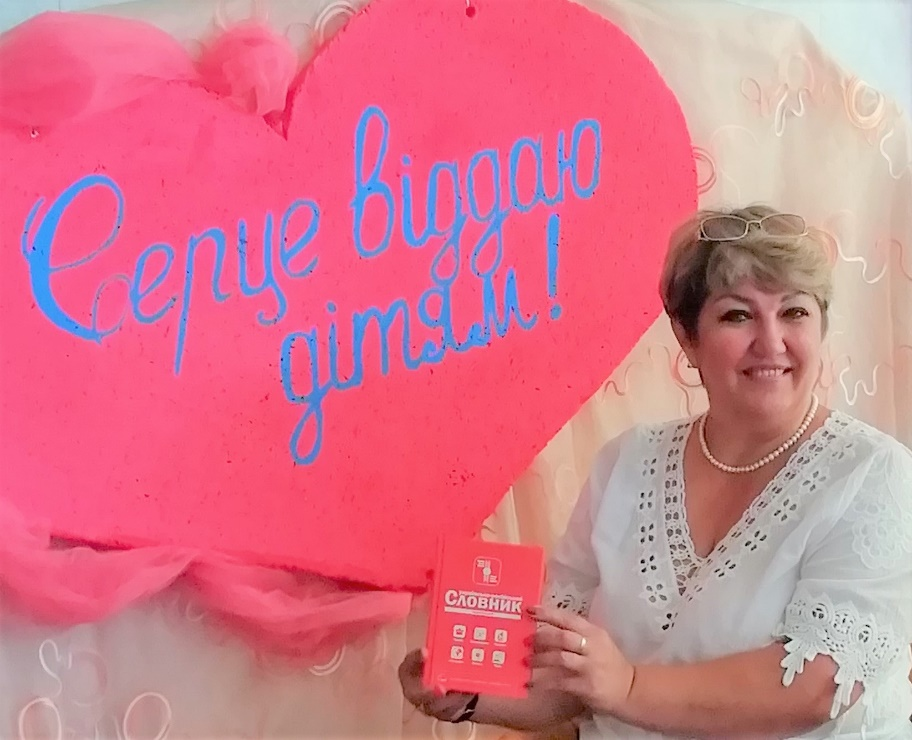 Серце віддаю
дітям!
Словник